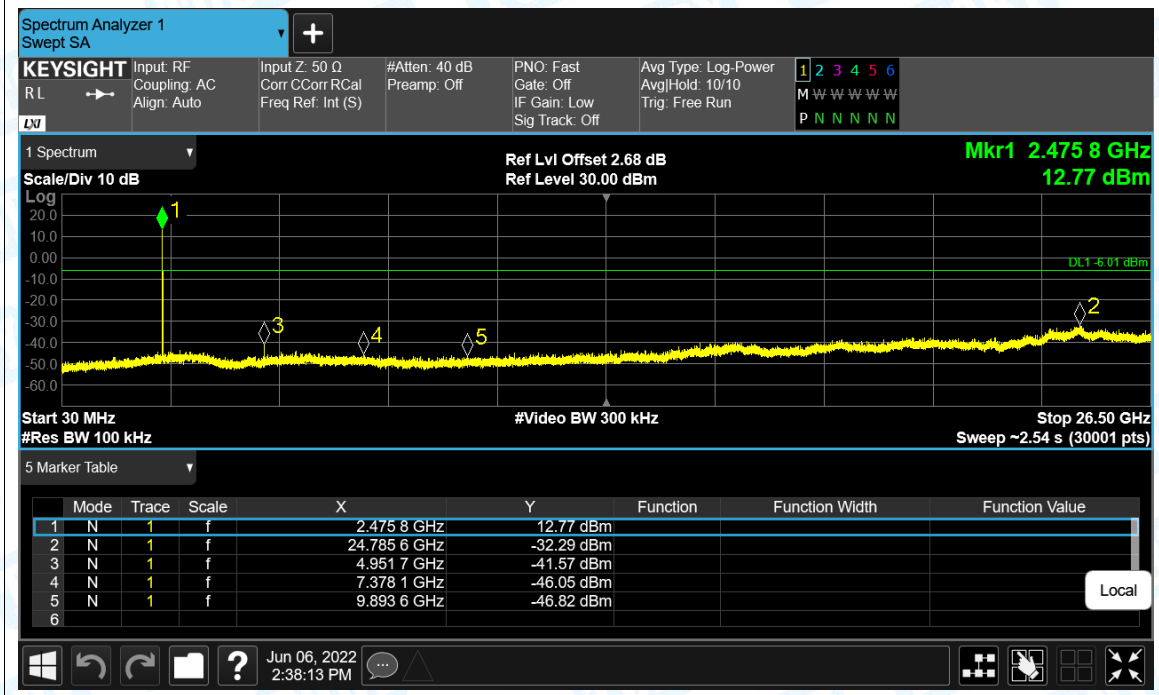 Spectrum Analyzer 1
Swept SA
+
KEYSIGHT
R L
LXI
Input: RF
Coupling: AC
Align: Auto
Input Z: 50 Ω
Corr CCorr RCal
Freq Ref: Int (S)
#Atten: 40 dB
Preamp: Off
PNO: Fast
Gate: Off
IF Gain: Low
Sig Track: Off
Avg Type: Log-Power
Avg|Hold: 10/10
Trig: Free Run
1 2 3 4 5 6
M W W W W W
P N N N N N
1 Spectrum
Scale/Div 10 dB
Ref Lvl Offset 2.68 dB
Ref Level 30.00 dBm
Mkr1 2.475 8 GHz
12.77 dBm
Log
20.0
10.0
0.00
-10.0
-20.0
-30.0
-40.0
-50.0
-60.0
1
DL1 -6.01 dBm
2
3
4
5
Start 30 MHz
#Video BW 300 kHz
Stop 26.50 GHz
#Res BW 100 kHz
Sweep ~2.54 s (30001 pts)
5 Marker Table
Mode Trace Scale X Y Function Function Width Function Value
1 N 1 f 2.475 8 GHz 12.77 dBm
2 N 1 f 24.785 6 GHz -32.29 dBm
3 N 1 f 4.951 7 GHz -41.57 dBm
4 N 1 f 7.378 1 GHz -46.05 dBm
5 N 1 f 9.893 6 GHz -46.82 dBm
6
Local
?
Jun 06, 2022
2:38:13 PM